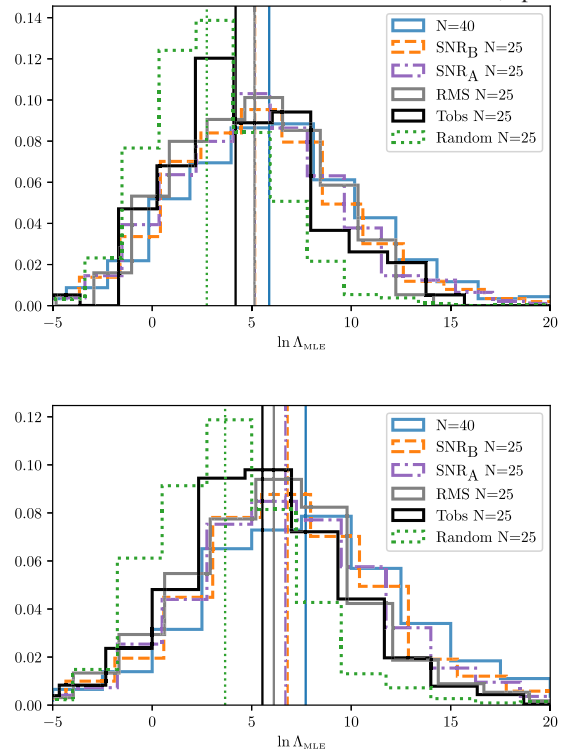 0.14
0.12
0.10
0.08
0.06
0.04
0.02
0.00
N=40
SNR_B N=25
SNR_A N=25
RMS N=25
Tobs N=25
Random N=25
−5 0 5 10 15 20
ln Λ_MLE
0.12
0.10
0.08
0.06
0.04
0.02
0.00
N=40
SNR_B N=25
SNR_A N=25
RMS N=25
Tobs N=25
Random N=25
−5 0 5 10 15 20
ln Λ_MLE